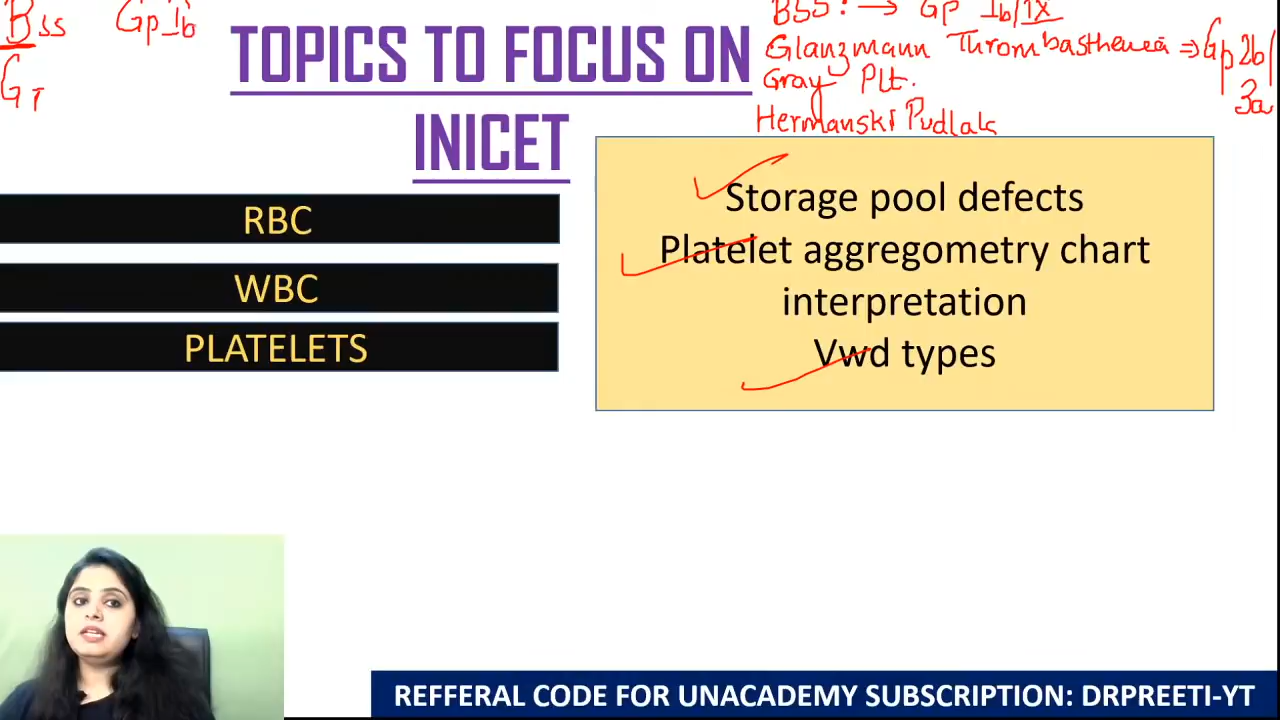 Bss Gp Ib
GT
BSS: → Gp Ib/IX
Glanzmann Thrombasthenia ⇒ Gp 2b/
3a
Gray Plt.
Hermanski Pudlak
TOPICS TO FOCUS ON
INICET
RBC
WBC
PLATELETS
Storage pool defects
Platelet aggregometry chart
interpretation
Vwd types
REFFERAL CODE FOR UNACADEMY SUBSCRIPTION: DRPREETI-YT